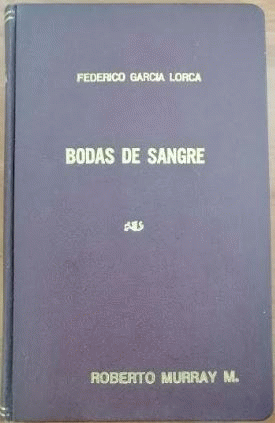 FEDERICO GARCIA LORCA
BODAS DE SANGRE
ROBERTO MURRAY M.